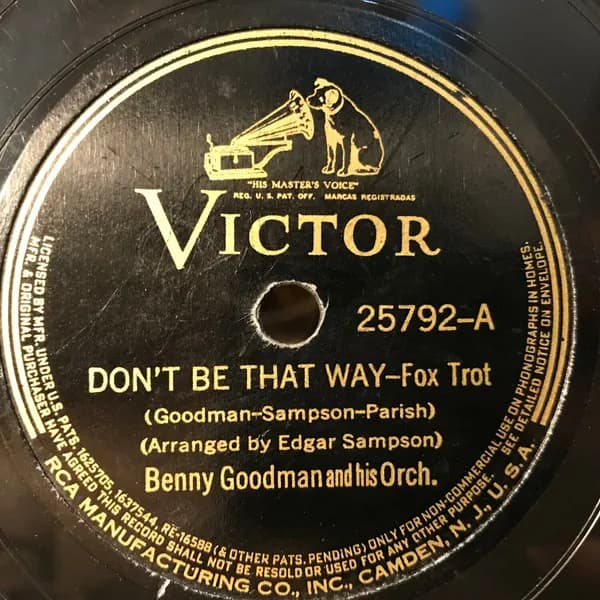 "HIS MASTER'S VOICE"
REG. U. S. PAT. OFF. MARCAS REGISTRADAS
VICTOR
25792-A
DON'T BE THAT WAY-Fox Trot
(Goodman-Sampson-Parish)
(Arranged by Edgar Sampson)
Benny Goodman and his Orch.
LICENSED BY MFR. UNDER U.S. PATS. 1625705, 1637544, RE-16588 (& OTHER PATS. PENDING) ONLY FOR NON-COMMERCIAL USE ON PHONOGRAPHS IN HOMES.
MFR. & ORIGINAL PURCHASER HAVE AGREED THIS RECORD SHALL NOT BE RESOLD OR USED FOR ANY OTHER PURPOSE. SEE DETAILED NOTICE ON ENVELOPE.
RCA MANUFACTURING CO., INC., CAMDEN, N. J., U. S. A.